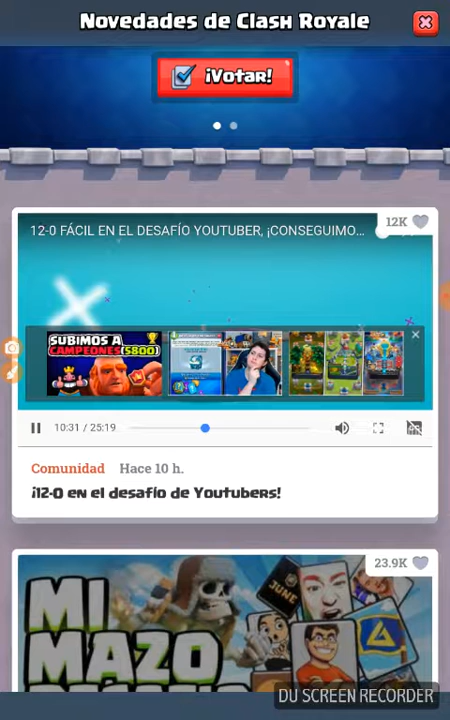 Novedades de Clash Royale
¡Votar!
12K
12-0 FÁCIL EN EL DESAFÍO YOUTUBER, ¡CONSEGUIMO...
SUBIMOS A
CAMPEONES(5800)
10:31 / 25:19
Comunidad Hace 10 h.
¡12-0 en el desafío de Youtubers!
23.9K
MI
MAZO
JUNE
DU SCREEN RECORDER